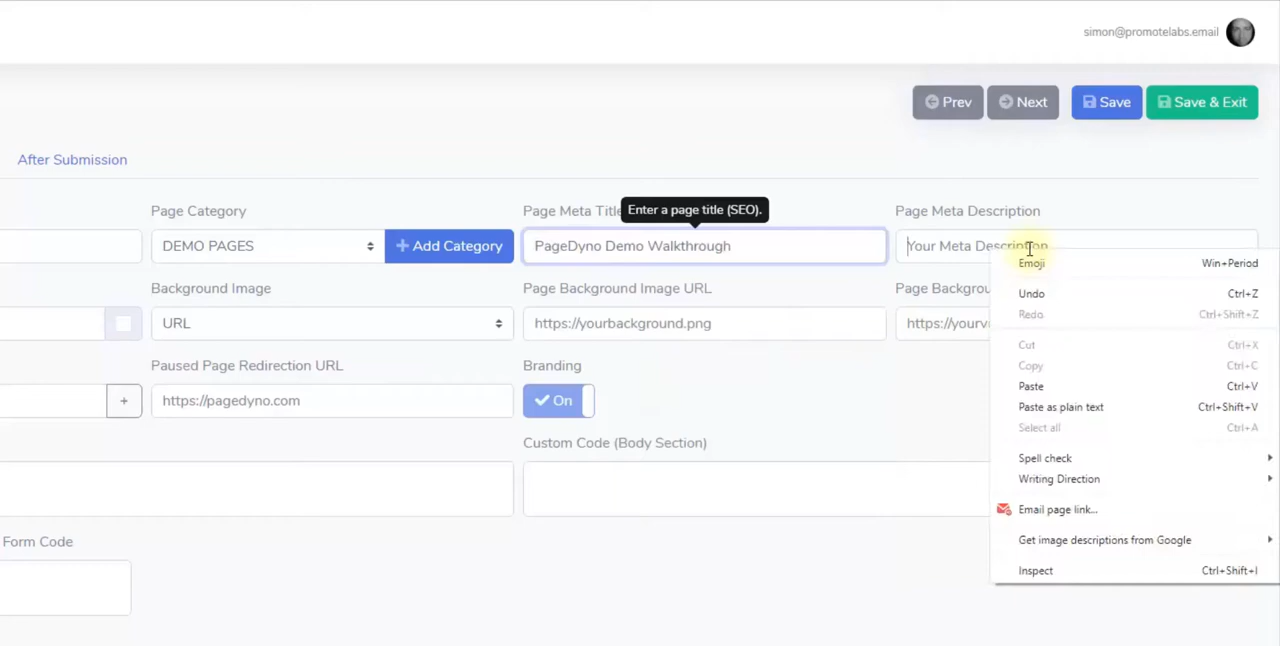 simon@promotelabs.email
Prev
Next
Save
Save & Exit
After Submission
Page Category
Page Meta Title
Enter a page title (SEO).
Page Meta Description
DEMO PAGES
Add Category
PageDyno Demo Walkthrough
Your Meta Description
Emoji Win+Period
Background Image
Page Background Image URL
Undo Ctrl+Z
Redo Ctrl+Shift+Z
URL
https://yourbackground.png
Cut Ctrl+X
Copy Ctrl+C
Paused Page Redirection URL
Branding
Paste Ctrl+V
https://pagedyno.com
On
Paste as plain text Ctrl+Shift+V
Select all Ctrl+A
Custom Code (Body Section)
Spell check
Writing Direction
Email page link...
Form Code
Get image descriptions from Google
Inspect Ctrl+Shift+I